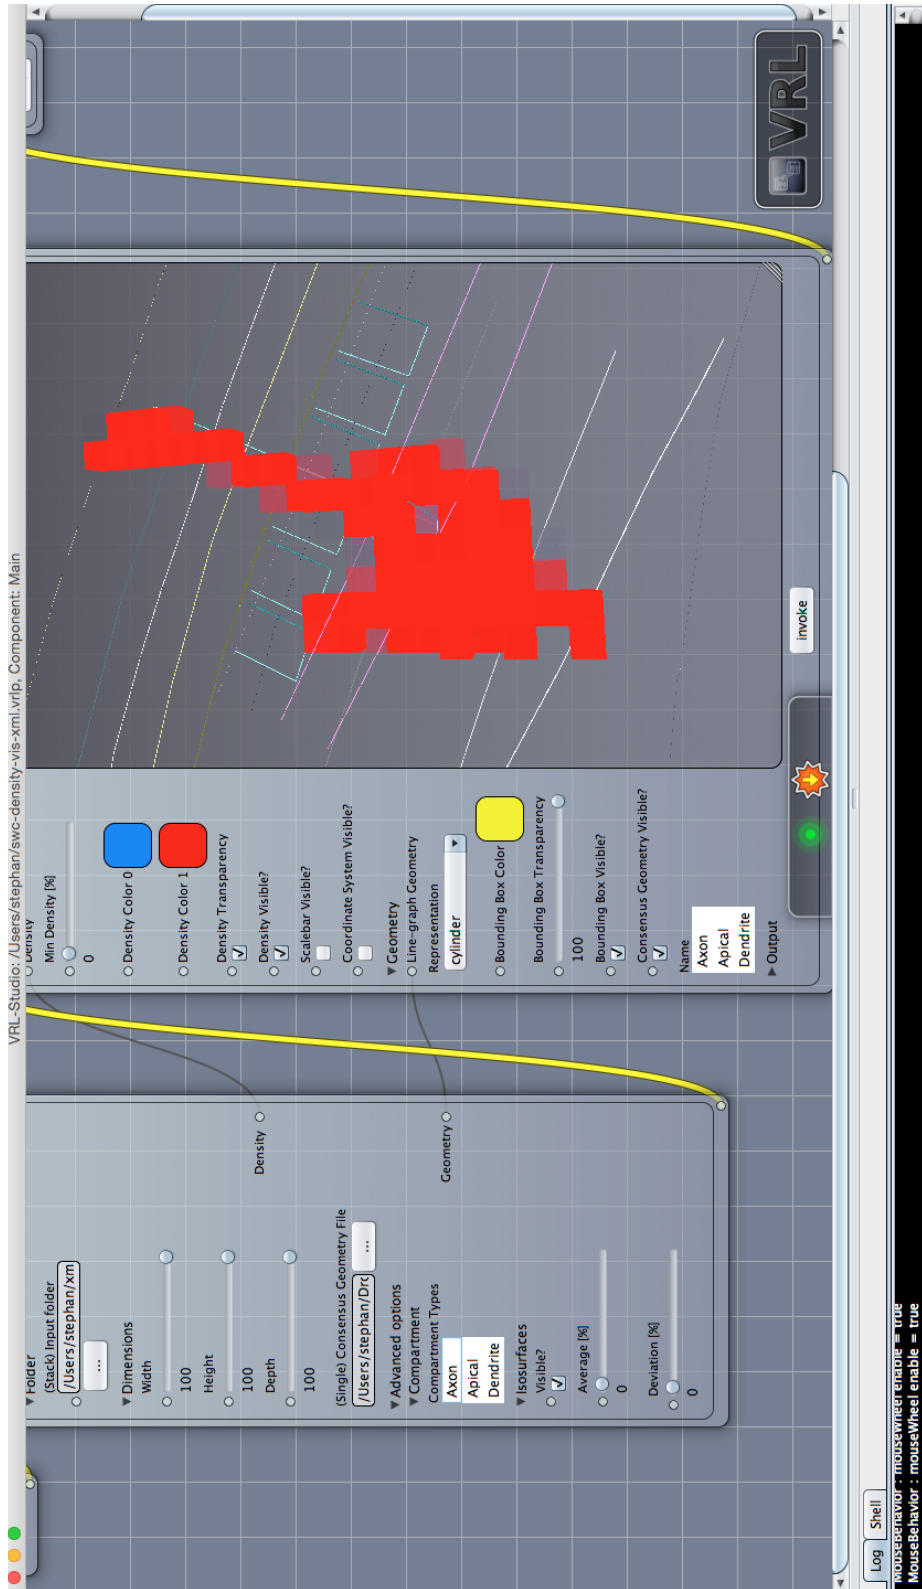 VRL-Studio: /Users/stephan/swc-density-vis-xml.vrlp, Component: Main
Folder
(Stack) Input folder
/Users/stephan/xm
...
Dimensions
Width
100
Height
100
Depth
100
(Single) Consensus Geometry File
/Users/stephan/Dro
...
Advanced options
Compartment
Compartment Types
Axon
Apical
Dendrite
Isosurfaces
Visible?
Average [%]
0
Deviation [%]
0
Density
Geometry
Density
Min Density [%]
0
Density Color 0
Density Color 1
Density Transparency
Density Visible?
Scalebar Visible?
Coordinate System Visible?
Geometry
Line-graph Geometry
Representation
cylinder
Bounding Box Color
Bounding Box Transparency
100
Bounding Box Visible?
Consensus Geometry Visible?
Name
Axon
Apical
Dendrite
Output
invoke
VRL
Log
Shell
MouseBehavior : mouseWheel enable = true
MouseBehavior : mouseWheel enable = true